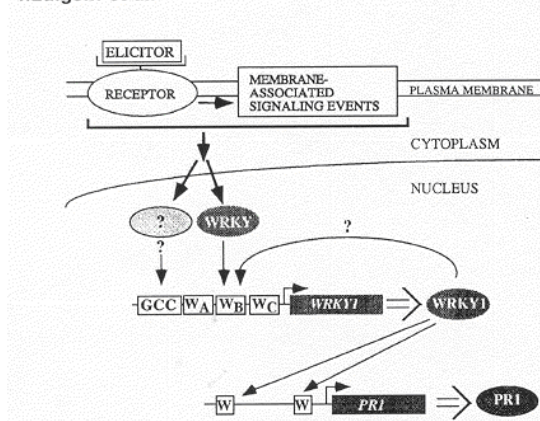 ELICITOR
RECEPTOR
MEMBRANE-
ASSOCIATED
SIGNALING EVENTS
PLASMA MEMBRANE
CYTOPLASM
NUCLEUS
?
WRKY
?
?
GCC
WA
WB
WC
WRKY1
WRKY1
W
W
PR1
PR1